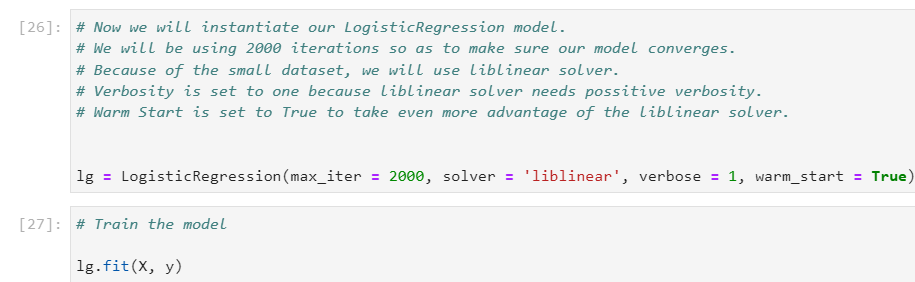 [26]: # Now we will instantiate our LogisticRegression model.
# We will be using 2000 iterations so as to make sure our model converges.
# Because of the small dataset, we will use liblinear solver.
# Verbosity is set to one because liblinear solver needs possitive verbosity.
# Warm Start is set to True to take even more advantage of the liblinear solver.
lg = LogisticRegression(max_iter = 2000, solver = 'liblinear', verbose = 1, warm_start = True)
[27]: # Train the model
lg.fit(X, y)